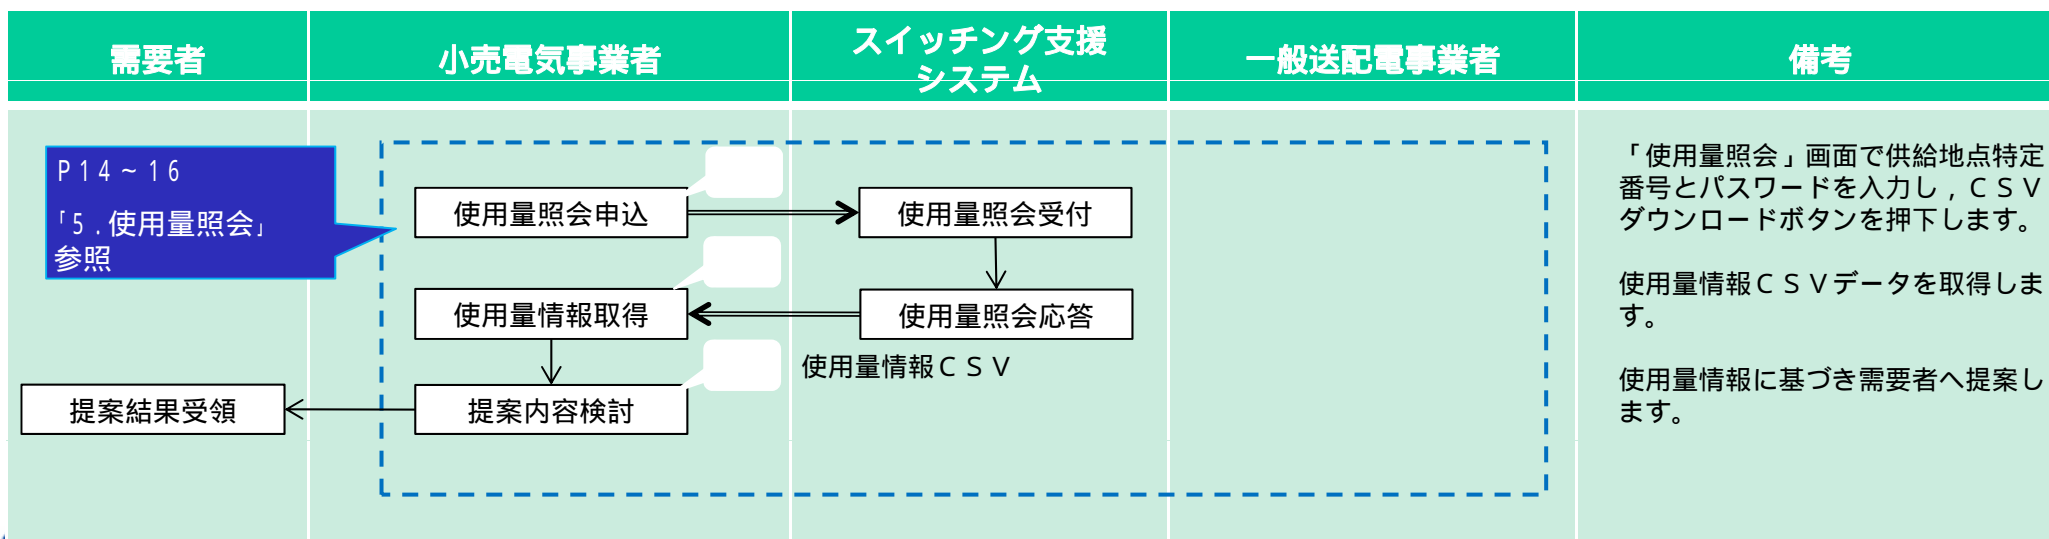 需要者
小売電気事業者
スイッチング支援
システム
一般送配電事業者
備考
P14~16
「5.使用量照会」
参照
使用量照会申込
使用量照会受付
使用量情報取得
使用量照会応答
使用量情報CSV
提案結果受領
提案内容検討
「使用量照会」画面で供給地点特定
番号とパスワードを入力し,CSV
ダウンロードボタンを押下します。
使用量情報CSVデータを取得しま
す。
使用量情報に基づき需要者へ提案し
ます。